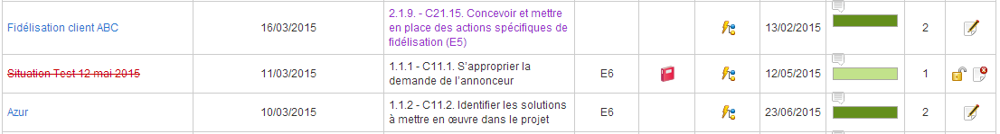 Fidélisation client ABC
16/03/2015
2.1.9. - C21.15. Concevoir et mettre
en place des actions spécifiques de
fidélisation (E5)
13/02/2015
2
Situation Test 12 mai 2015
11/03/2015
1.1.1 - C11.1. S’approprier la
demande de l’annonceur
E6
12/05/2015
1
Azur
10/03/2015
1.1.2 - C11.2. Identifier les solutions
à mettre en œuvre dans le projet
E6
23/06/2015
2